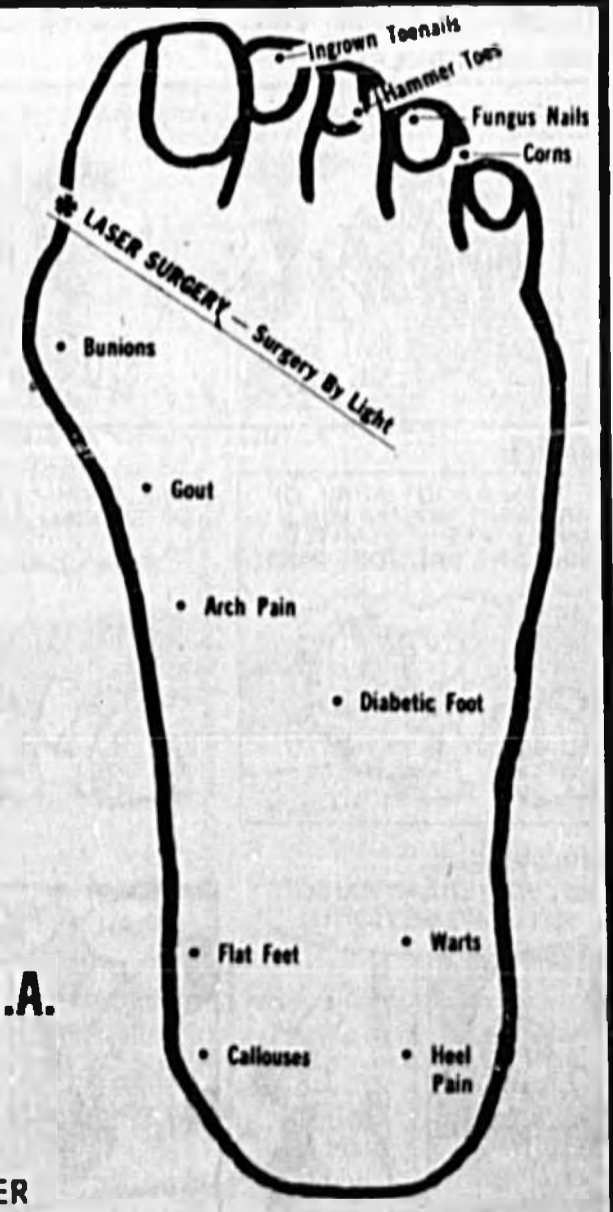 Ingrown Toenails
Hammer Toes
Fungus Nails
Corns
* LASER SURGERY — Surgery By Light
• Bunions
• Gout
• Arch Pain
• Diabetic Foot
• Flat Feet
• Warts
.A.
• Callouses
• Heel
Pain
ER